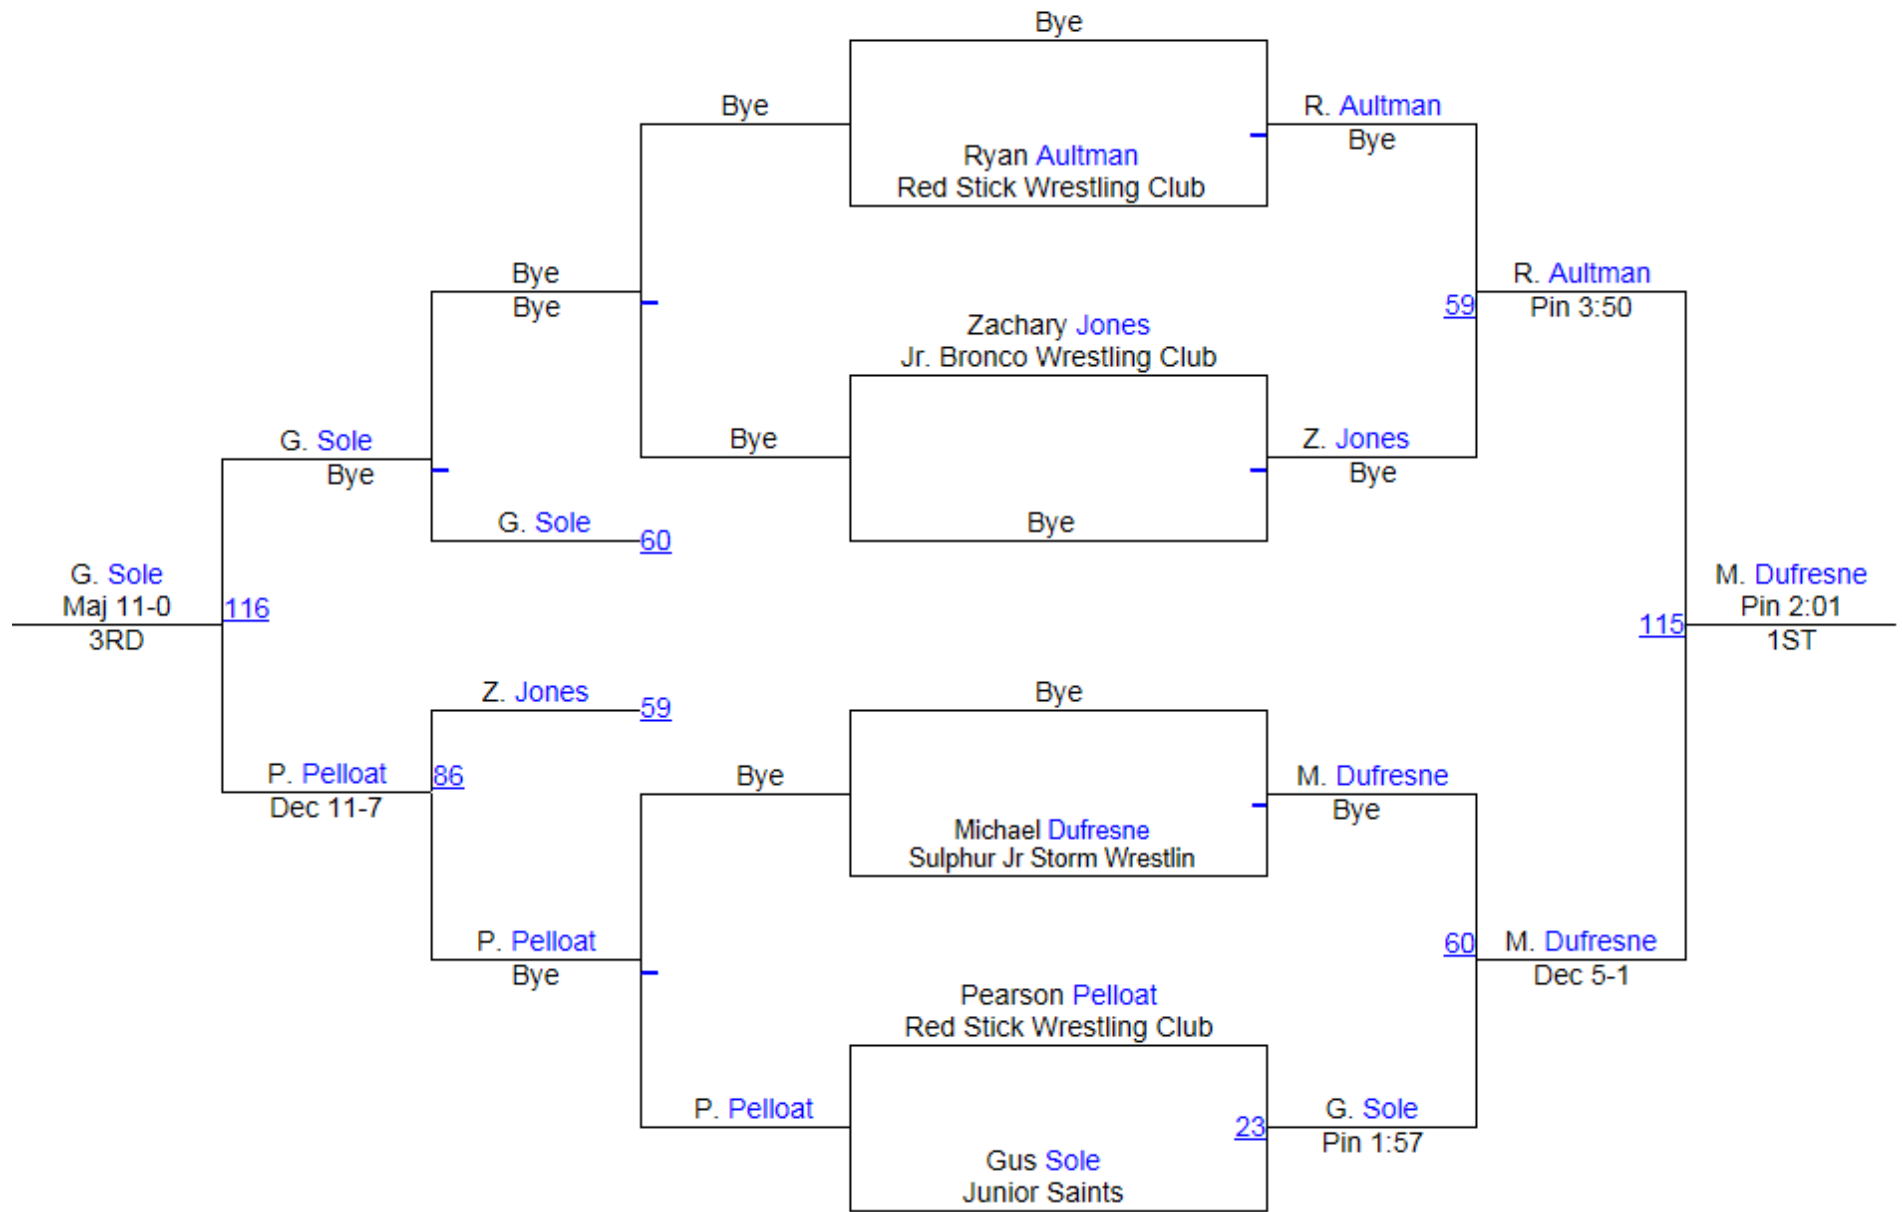 Bye
Bye
R. Aultman
Bye
Ryan Aultman
Red Stick Wrestling Club
Bye
Bye
R. Aultman
Pin 3:50
59
Zachary Jones
Jr. Bronco Wrestling Club
G. Sole
Bye
Bye
Z. Jones
Bye
G. Sole
60
Bye
G. Sole
Maj 11-0
3RD
116
M. Dufresne
Pin 2:01
1ST
115
Z. Jones
59
Bye
P. Pelloat
Dec 11-7
86
Bye
M. Dufresne
Bye
Michael Dufresne
Sulphur Jr Storm Wrestlin
P. Pelloat
Bye
60
M. Dufresne
Dec 5-1
Pearson Pelloat
Red Stick Wrestling Club
P. Pelloat
23
G. Sole
Pin 1:57
Gus Sole
Junior Saints